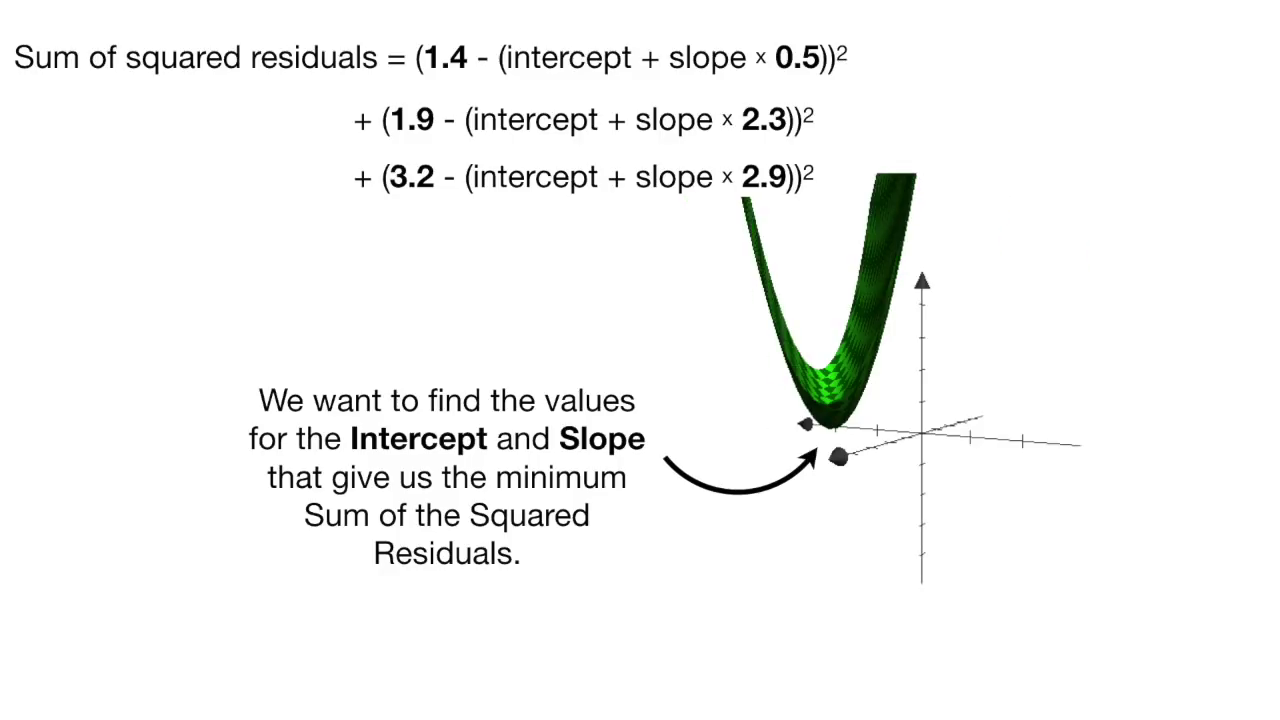 Sum of squared residuals = (1.4 - (intercept + slope × 0.5))²
+ (1.9 - (intercept + slope × 2.3))²
+ (3.2 - (intercept + slope × 2.9))²
We want to find the values
for the Intercept and Slope
that give us the minimum
Sum of the Squared
Residuals.